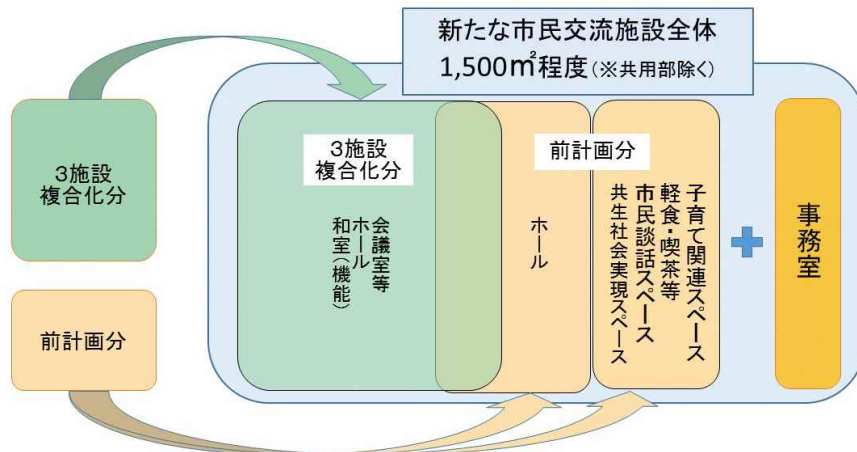 新たな市民交流施設全体
1,500㎡程度(※共用部除く)
3施設
複合化分
前計画分
3施設
複合化分
会議室等
ホール
和室(機能)
前計画分
ホール
子育て関連スペース
軽食・喫茶等
市民談話スペース
共生社会実現スペース
事務室